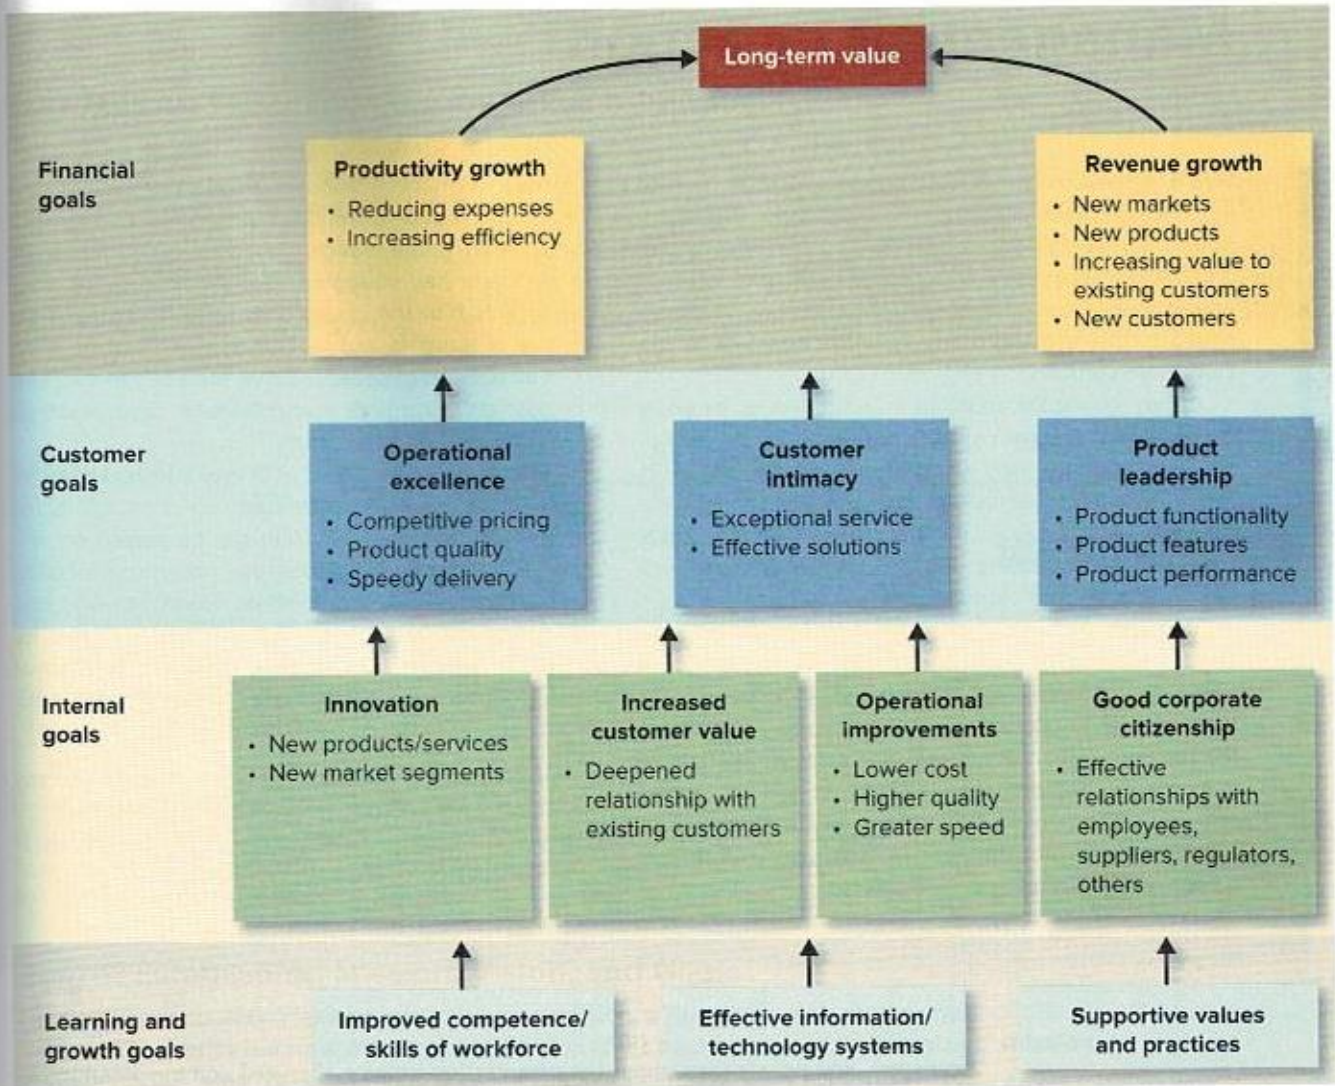 Long-term value
Financial
goals
Productivity growth
• Reducing expenses
• Increasing efficiency
Revenue growth
• New markets
• New products
• Increasing value to
existing customers
• New customers
Customer
goals
Operational
excellence
• Competitive pricing
• Product quality
• Speedy delivery
Customer
intimacy
• Exceptional service
• Effective solutions
Product
leadership
• Product functionality
• Product features
• Product performance
Internal
goals
Innovation
• New products/services
• New market segments
Increased
customer value
• Deepened
relationship with
existing customers
Operational
improvements
• Lower cost
• Higher quality
• Greater speed
Good corporate
citizenship
• Effective
relationships with
employees,
suppliers, regulators,
others
Learning and
growth goals
Improved competence/
skills of workforce
Effective information/
technology systems
Supportive values
and practices